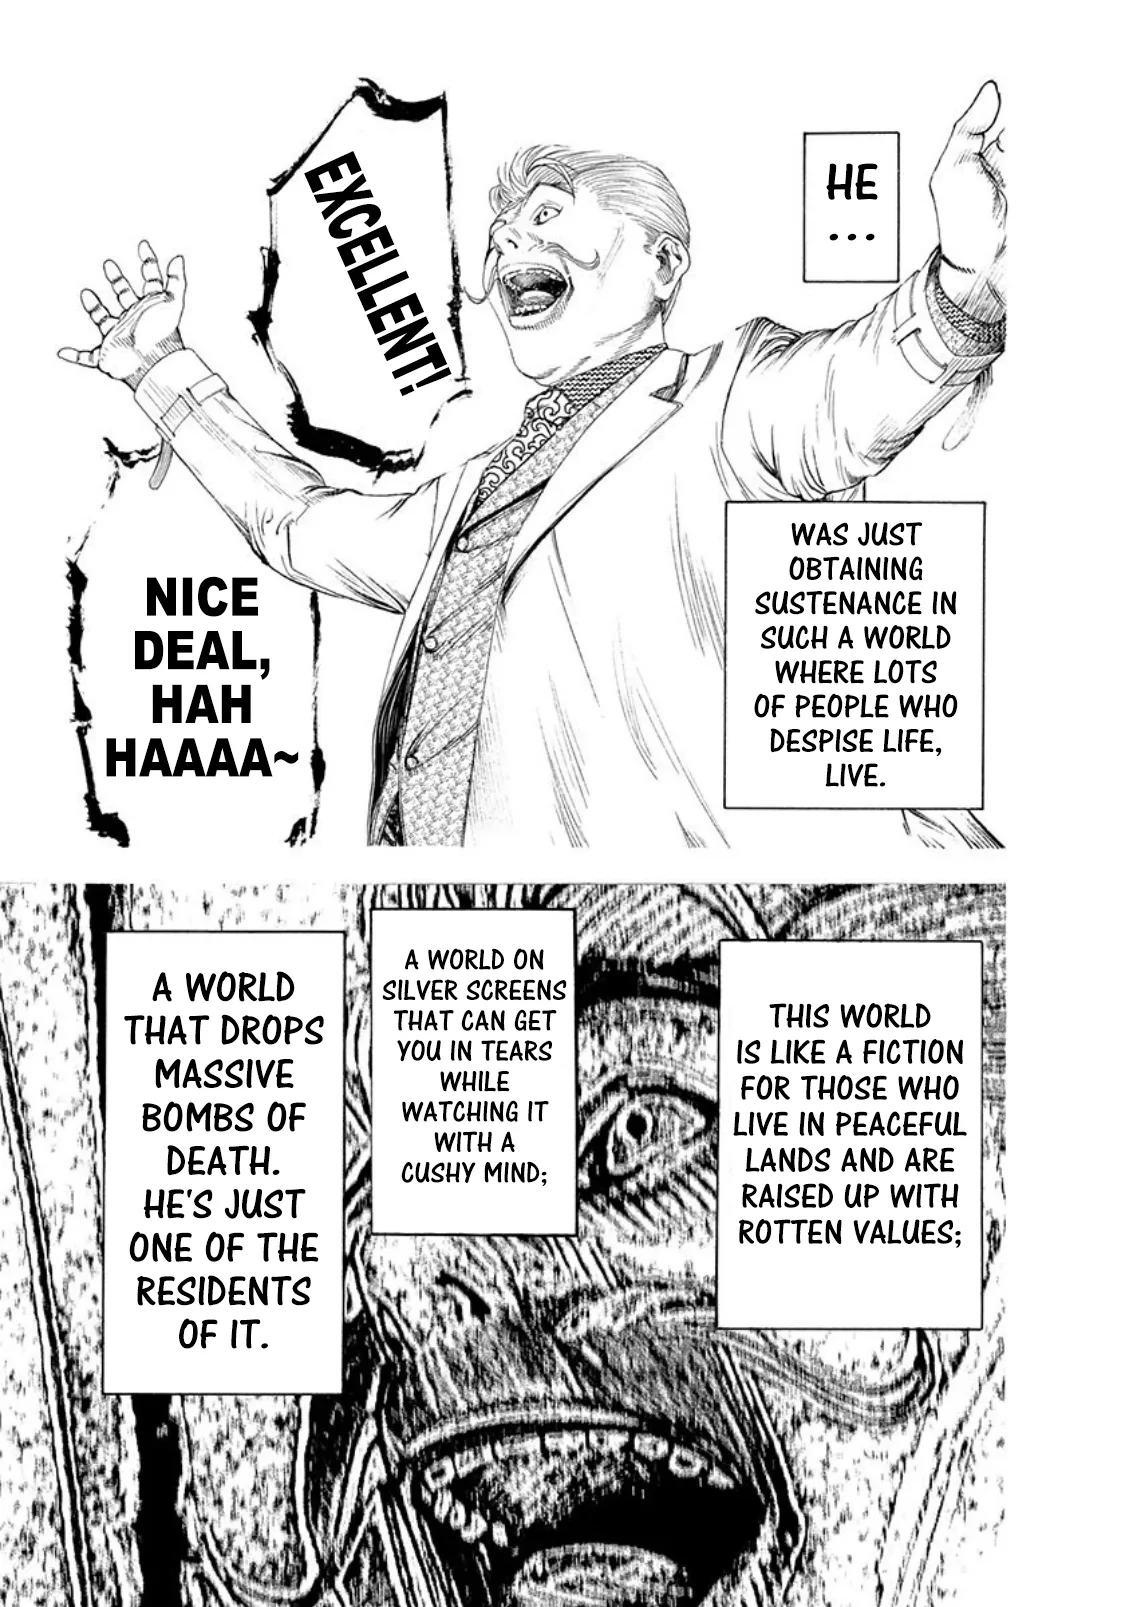 HE
...
EXCELLENT!
WAS JUST
OBTAINING
SUSTENANCE IN
SUCH A WORLD
WHERE LOTS
OF PEOPLE WHO
DESPISE LIFE,
LIVE.
NICE
DEAL,
HAH
HAAAA~
THIS WORLD
IS LIKE A FICTION
FOR THOSE WHO
LIVE IN PEACEFUL
LANDS AND ARE
RAISED UP WITH
ROTTEN VALUES;
A WORLD ON
SILVER SCREENS
THAT CAN GET
YOU IN TEARS
WHILE
WATCHING IT
WITH A
CUSHY MIND;
A WORLD
THAT DROPS
MASSIVE
BOMBS OF
DEATH.
HE'S JUST
ONE OF THE
RESIDENTS
OF IT.